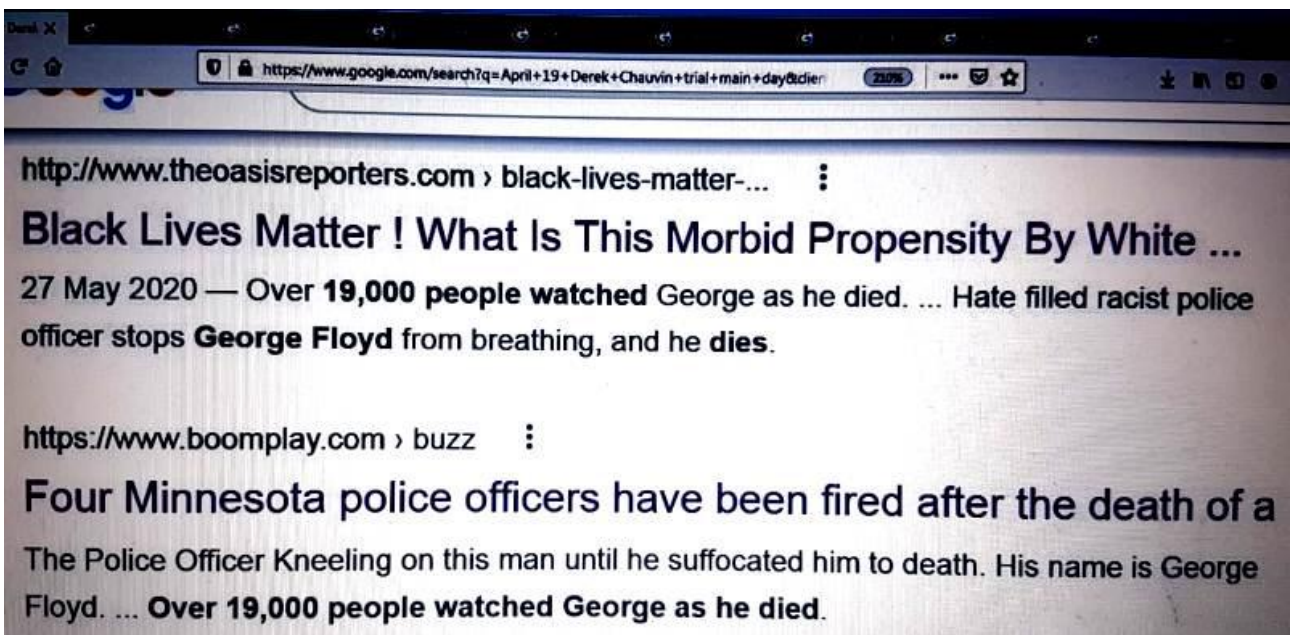 Derek X
https://www.google.com/search?q=April+19+Derek+Chauvin+trial+main+day&clien 210%
http://www.theoasisreporters.com › black-lives-matter-...
Black Lives Matter ! What Is This Morbid Propensity By White ...
27 May 2020 — Over 19,000 people watched George as he died. ... Hate filled racist police
officer stops George Floyd from breathing, and he dies.
https://www.boomplay.com › buzz
Four Minnesota police officers have been fired after the death of a
The Police Officer Kneeling on this man until he suffocated him to death. His name is George
Floyd. ... Over 19,000 people watched George as he died.